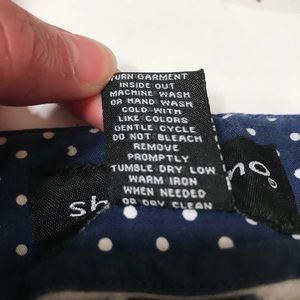 TURN GARMENT
INSIDE OUT
MACHINE WASH
OR HAND WASH
COLD WITH
LIKE COLORS
GENTLE CYCLE
DO NOT BLEACH
REMOVE
PROMPTLY
TUMBLE DRY LOW
WARM IRON
WHEN NEEDED
OR DRY CLEAN